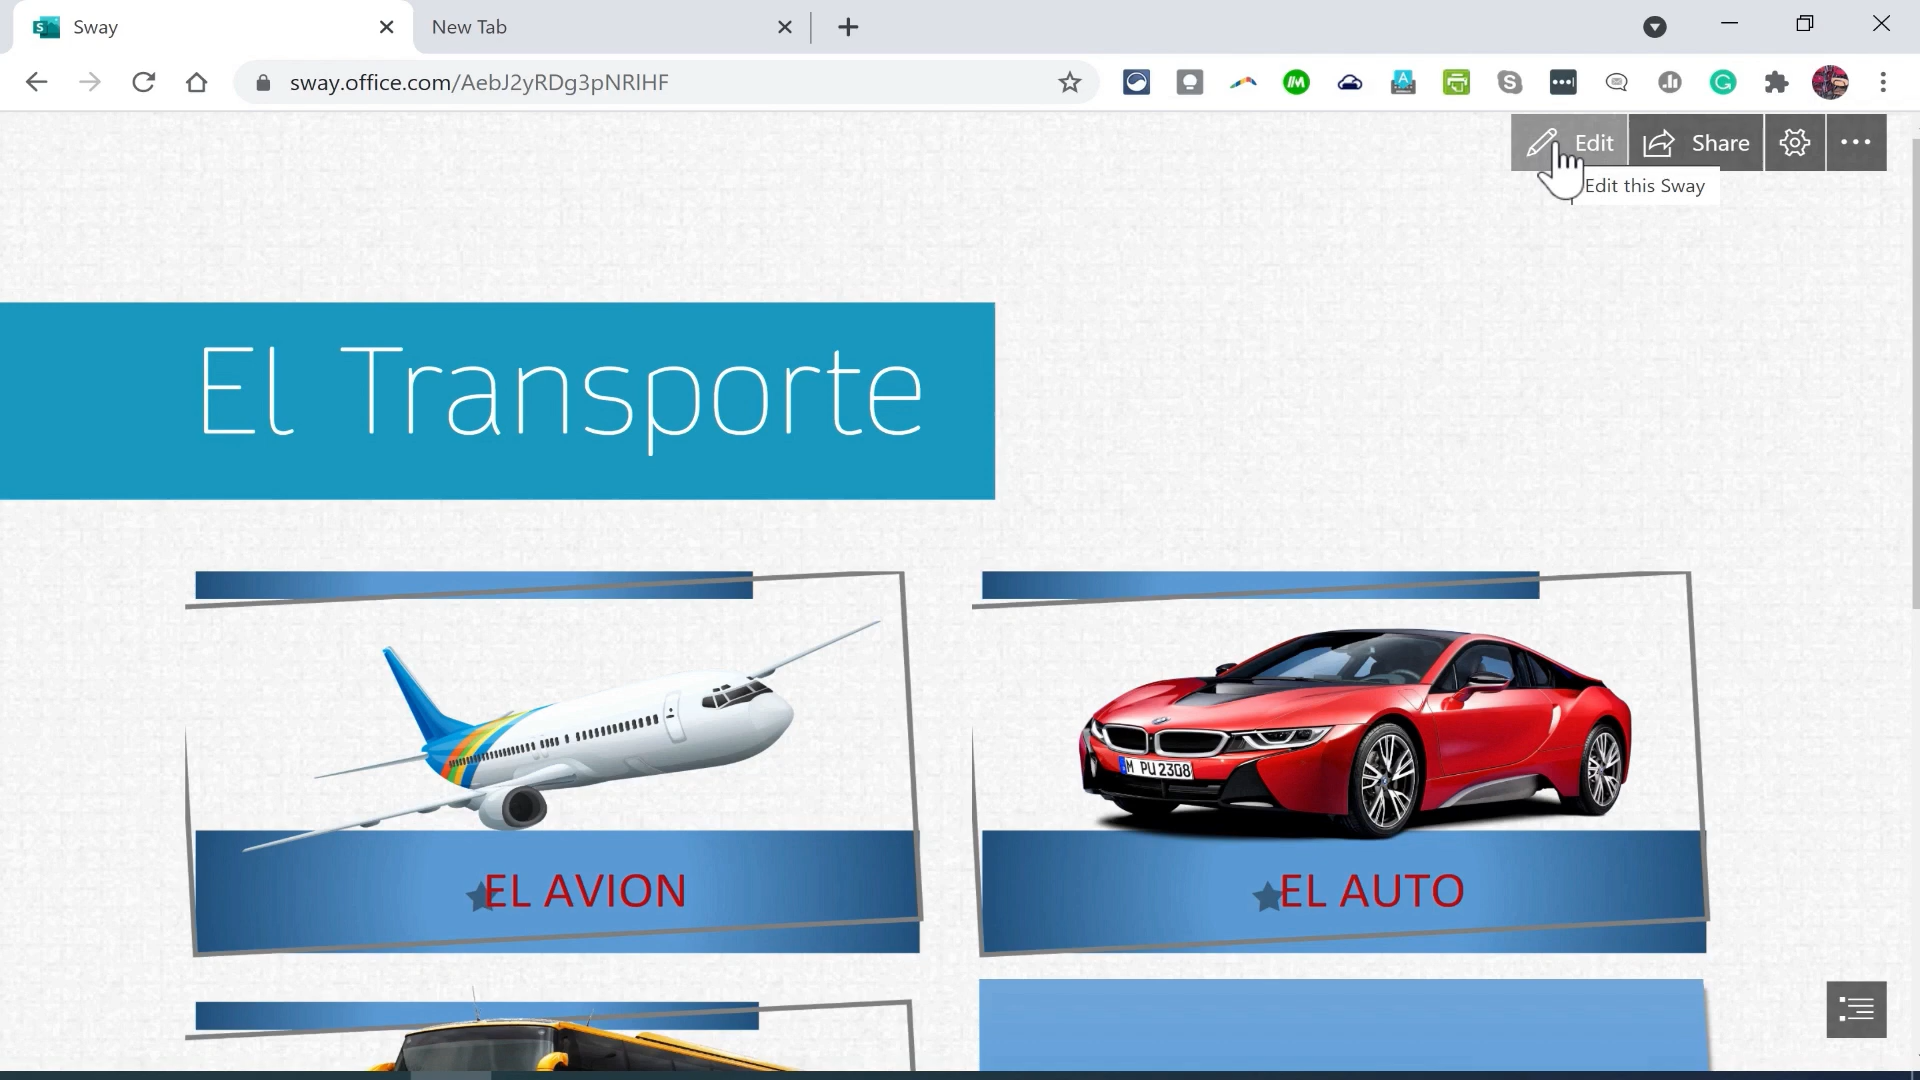 Sway
New Tab
sway.office.com/AebJ2yRDg3pNRlHF
Edit
Share
Edit this Sway
El Transporte
M PU 2308
EL AVION
EL AUTO